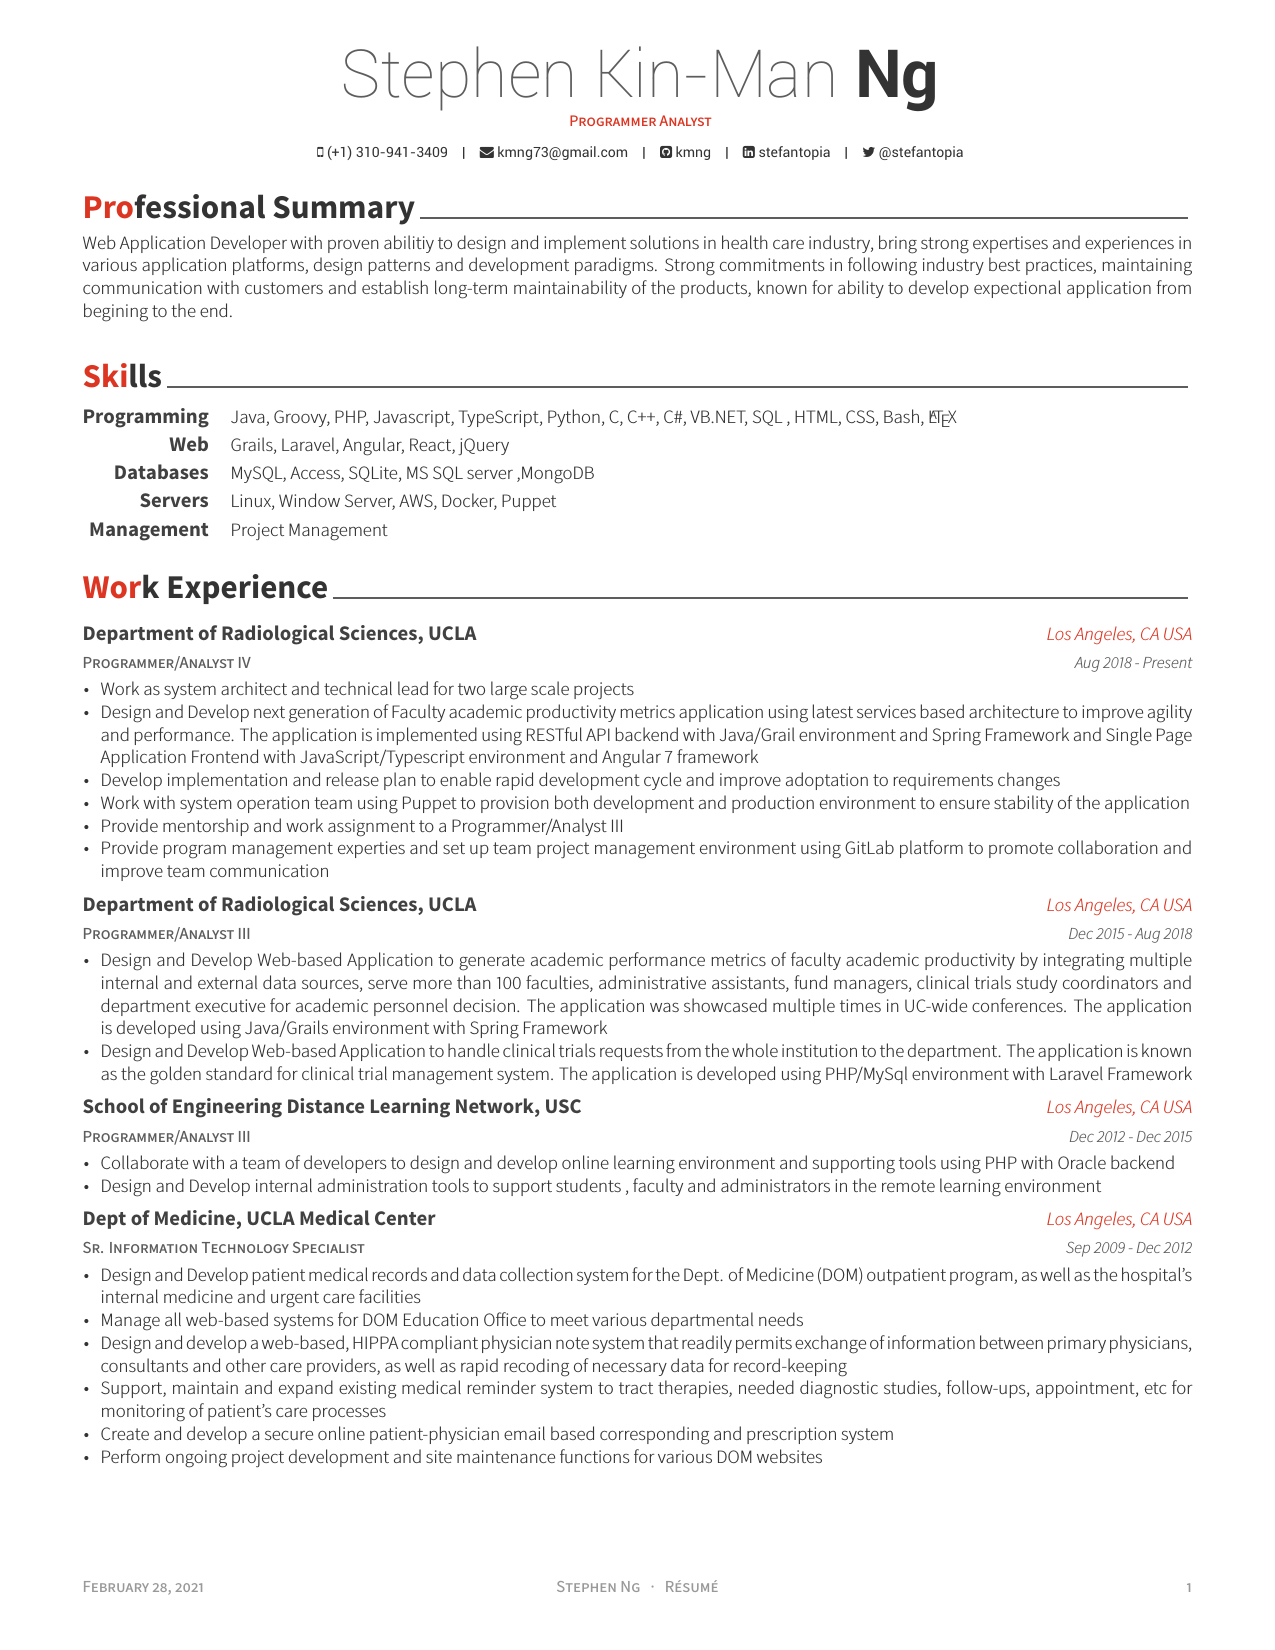 Stephen Kin-Man Ng
Programmer Analyst
(+1) 310-941-3409 | kmng73@gmail.com | kmng | stefantopia | @stefantopia
Professional Summary
Web Application Developer with proven abilitiy to design and implement solutions in health care industry, bring strong expertises and experiences in
various application platforms, design patterns and development paradigms. Strong commitments in following industry best practices, maintaining
communication with customers and establish long-term maintainability of the products, known for ability to develop expectional application from
begining to the end.
Skills
Programming Java, Groovy, PHP, Javascript, TypeScript, Python, C, C++, C#, VB.NET, SQL , HTML, CSS, Bash, LATEX
Web Grails, Laravel, Angular, React, jQuery
Databases MySQL, Access, SQLite, MS SQL server ,MongoDB
Servers Linux, Window Server, AWS, Docker, Puppet
Management Project Management
Work Experience
Department of Radiological Sciences, UCLA Los Angeles, CA USA
Programmer/Analyst IV Aug 2018 - Present
• Work as system architect and technical lead for two large scale projects
• Design and Develop next generation of Faculty academic productivity metrics application using latest services based architecture to improve agility
and performance. The application is implemented using RESTful API backend with Java/Grail environment and Spring Framework and Single Page
Application Frontend with JavaScript/Typescript environment and Angular 7 framework
• Develop implementation and release plan to enable rapid development cycle and improve adoptation to requirements changes
• Work with system operation team using Puppet to provision both development and production environment to ensure stability of the application
• Provide mentorship and work assignment to a Programmer/Analyst III
• Provide program management experties and set up team project management environment using GitLab platform to promote collaboration and
improve team communication
Department of Radiological Sciences, UCLA Los Angeles, CA USA
Programmer/Analyst III Dec 2015 - Aug 2018
• Design and Develop Web-based Application to generate academic performance metrics of faculty academic productivity by integrating multiple
internal and external data sources, serve more than 100 faculties, administrative assistants, fund managers, clinical trials study coordinators and
department executive for academic personnel decision. The application was showcased multiple times in UC-wide conferences. The application
is developed using Java/Grails environment with Spring Framework
• Design and Develop Web-based Application to handle clinical trials requests from the whole institution to the department. The application is known
as the golden standard for clinical trial management system. The application is developed using PHP/MySql environment with Laravel Framework
School of Engineering Distance Learning Network, USC Los Angeles, CA USA
Programmer/Analyst III Dec 2012 - Dec 2015
• Collaborate with a team of developers to design and develop online learning environment and supporting tools using PHP with Oracle backend
• Design and Develop internal administration tools to support students , faculty and administrators in the remote learning environment
Dept of Medicine, UCLA Medical Center Los Angeles, CA USA
Sr. Information Technology Specialist Sep 2009 - Dec 2012
• Design and Develop patient medical records and data collection system for the Dept. of Medicine (DOM) outpatient program, as well as the hospital’s
internal medicine and urgent care facilities
• Manage all web-based systems for DOM Education Office to meet various departmental needs
• Design and develop a web-based, HIPPA compliant physician note system that readily permits exchange of information between primary physicians,
consultants and other care providers, as well as rapid recoding of necessary data for record-keeping
• Support, maintain and expand existing medical reminder system to tract therapies, needed diagnostic studies, follow-ups, appointment, etc for
monitoring of patient’s care processes
• Create and develop a secure online patient-physician email based corresponding and prescription system
• Perform ongoing project development and site maintenance functions for various DOM websites
February 28, 2021 Stephen Ng · Résumé 1